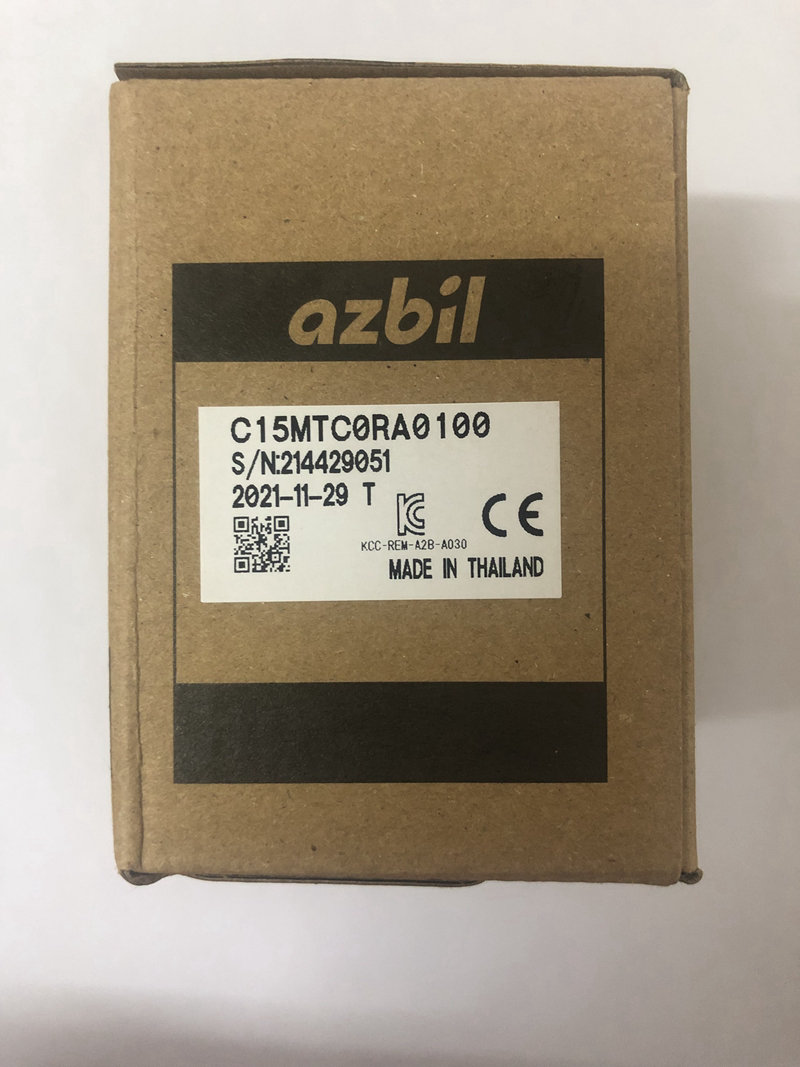 azbil
C15MTC0RA0100
S/N:214429051
2021-11-29 T
KCC-REM-A2B-A030
CE
MADE IN THAILAND